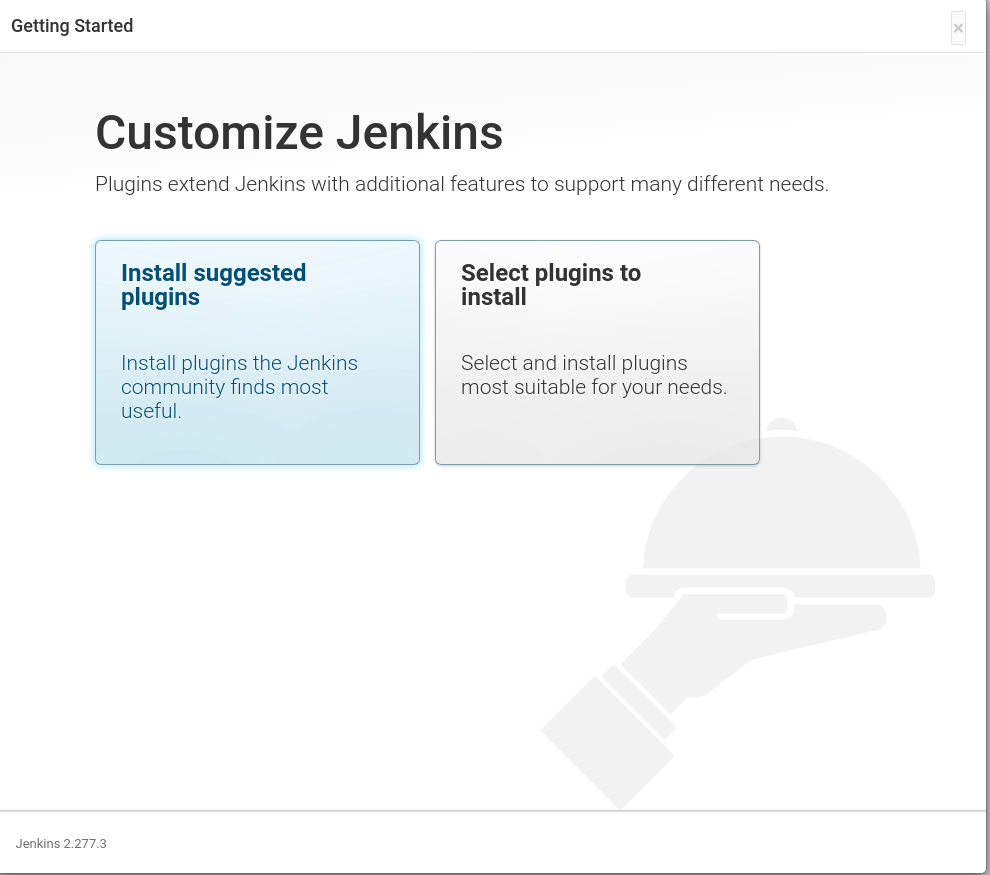 Getting Started
×
Customize Jenkins
Plugins extend Jenkins with additional features to support many different needs.
Install suggested
plugins
Install plugins the Jenkins
community finds most
useful.
Select plugins to
install
Select and install plugins
most suitable for your needs.
Jenkins 2.277.3